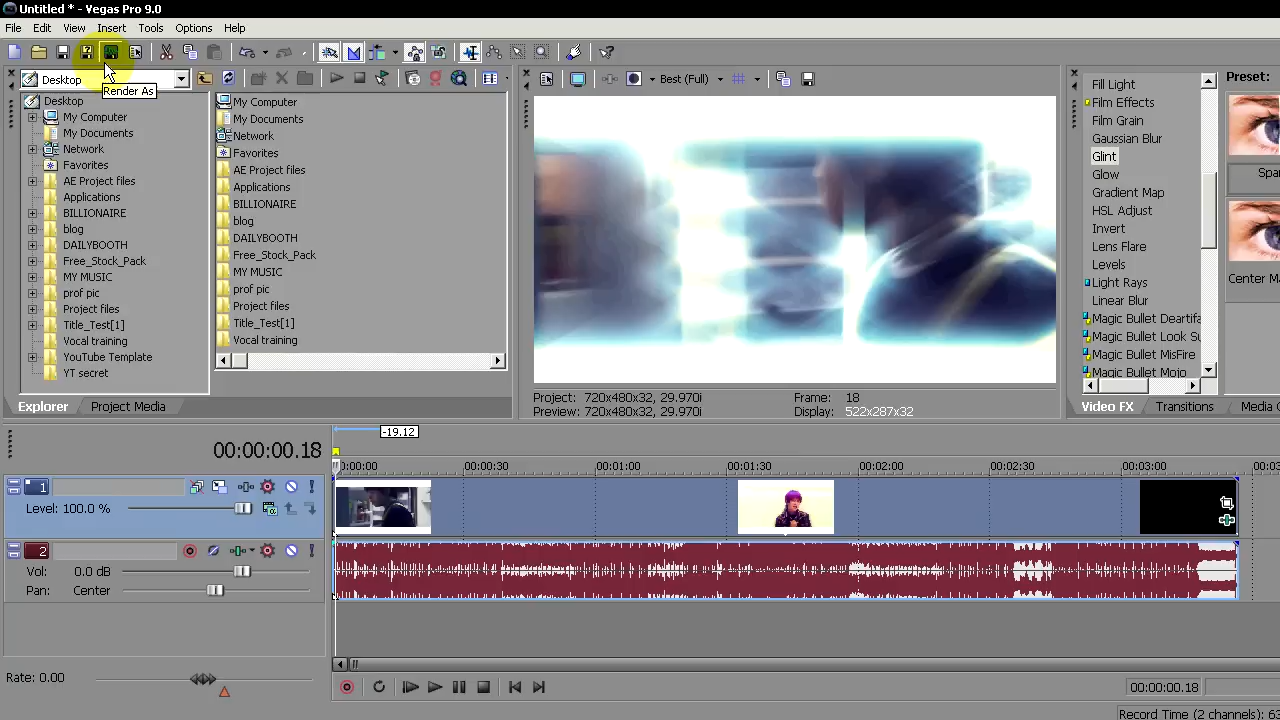 Untitled * - Vegas Pro 9.0
File Edit View Insert Tools Options Help
Desktop
Render As
Best (Full)
Desktop
My Computer
My Documents
Network
Favorites
AE Project files
Applications
BILLIONAIRE
blog
DAILYBOOTH
Free_Stock_Pack
MY MUSIC
prof pic
Project files
Title_Test[1]
Vocal training
YouTube Template
YT secret
My Computer
My Documents
Network
Favorites
AE Project files
Applications
BILLIONAIRE
blog
DAILYBOOTH
Free_Stock_Pack
MY MUSIC
prof pic
Project files
Title_Test[1]
Vocal training
Explorer Project Media
Project: 720x480x32, 29.970i
Preview: 720x480x32, 29.970i
Frame: 18
Display: 522x287x32
Fill Light
Film Effects
Film Grain
Gaussian Blur
Glint
Glow
Gradient Map
HSL Adjust
Invert
Lens Flare
Levels
Light Rays
Linear Blur
Magic Bullet Deartifa
Magic Bullet Look Su
Magic Bullet MisFire
Magic Bullet Mojo
Preset:
Spar
Center M
Video FX Transitions Media G
00:00:00.18
-19.12
00:00:00 00:00:30 00:01:00 00:01:30 00:02:00 00:02:30 00:03:00
1
Level: 100.0 %
2
Vol: 0.0 dB
Pan: Center
Rate: 0.00
00:00:00.18
Record Time (2 channels): 63